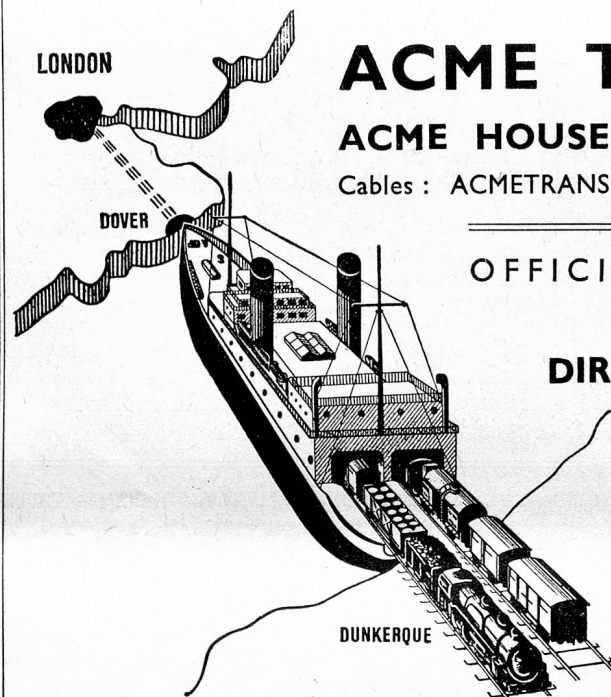 LONDON
ACME T
ACME HOUSE
Cables : ACMETRANS
DOVER
OFFICI
DIR
DUNKERQUE